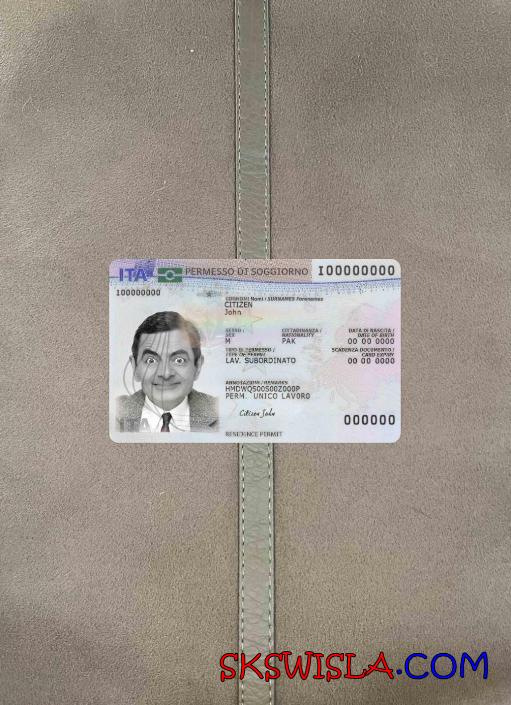 ITA PERMESSO DI SOGGIORNO I00000000
I00000000
COGNOMI Nomi / SURNAMES Forenames
CITIZEN
John
SESSO / SEX CITTADINANZA / NATIONALITY DATA DI NASCITA / DATE OF BIRTH
M PAK 00 00 0000
TIPO DI PERMESSO / TYPE OF PERMIT SCADENZA DOCUMENTO / CARD EXPIRY
LAV. SUBORDINATO 00 00 0000
ANNOTAZIONI / REMARKS
HMDWQ500S00Z000P
PERM. UNICO LAVORO
Citizen John
000000
ITA
RESIDENCE PERMIT
SKSWISLA.COM